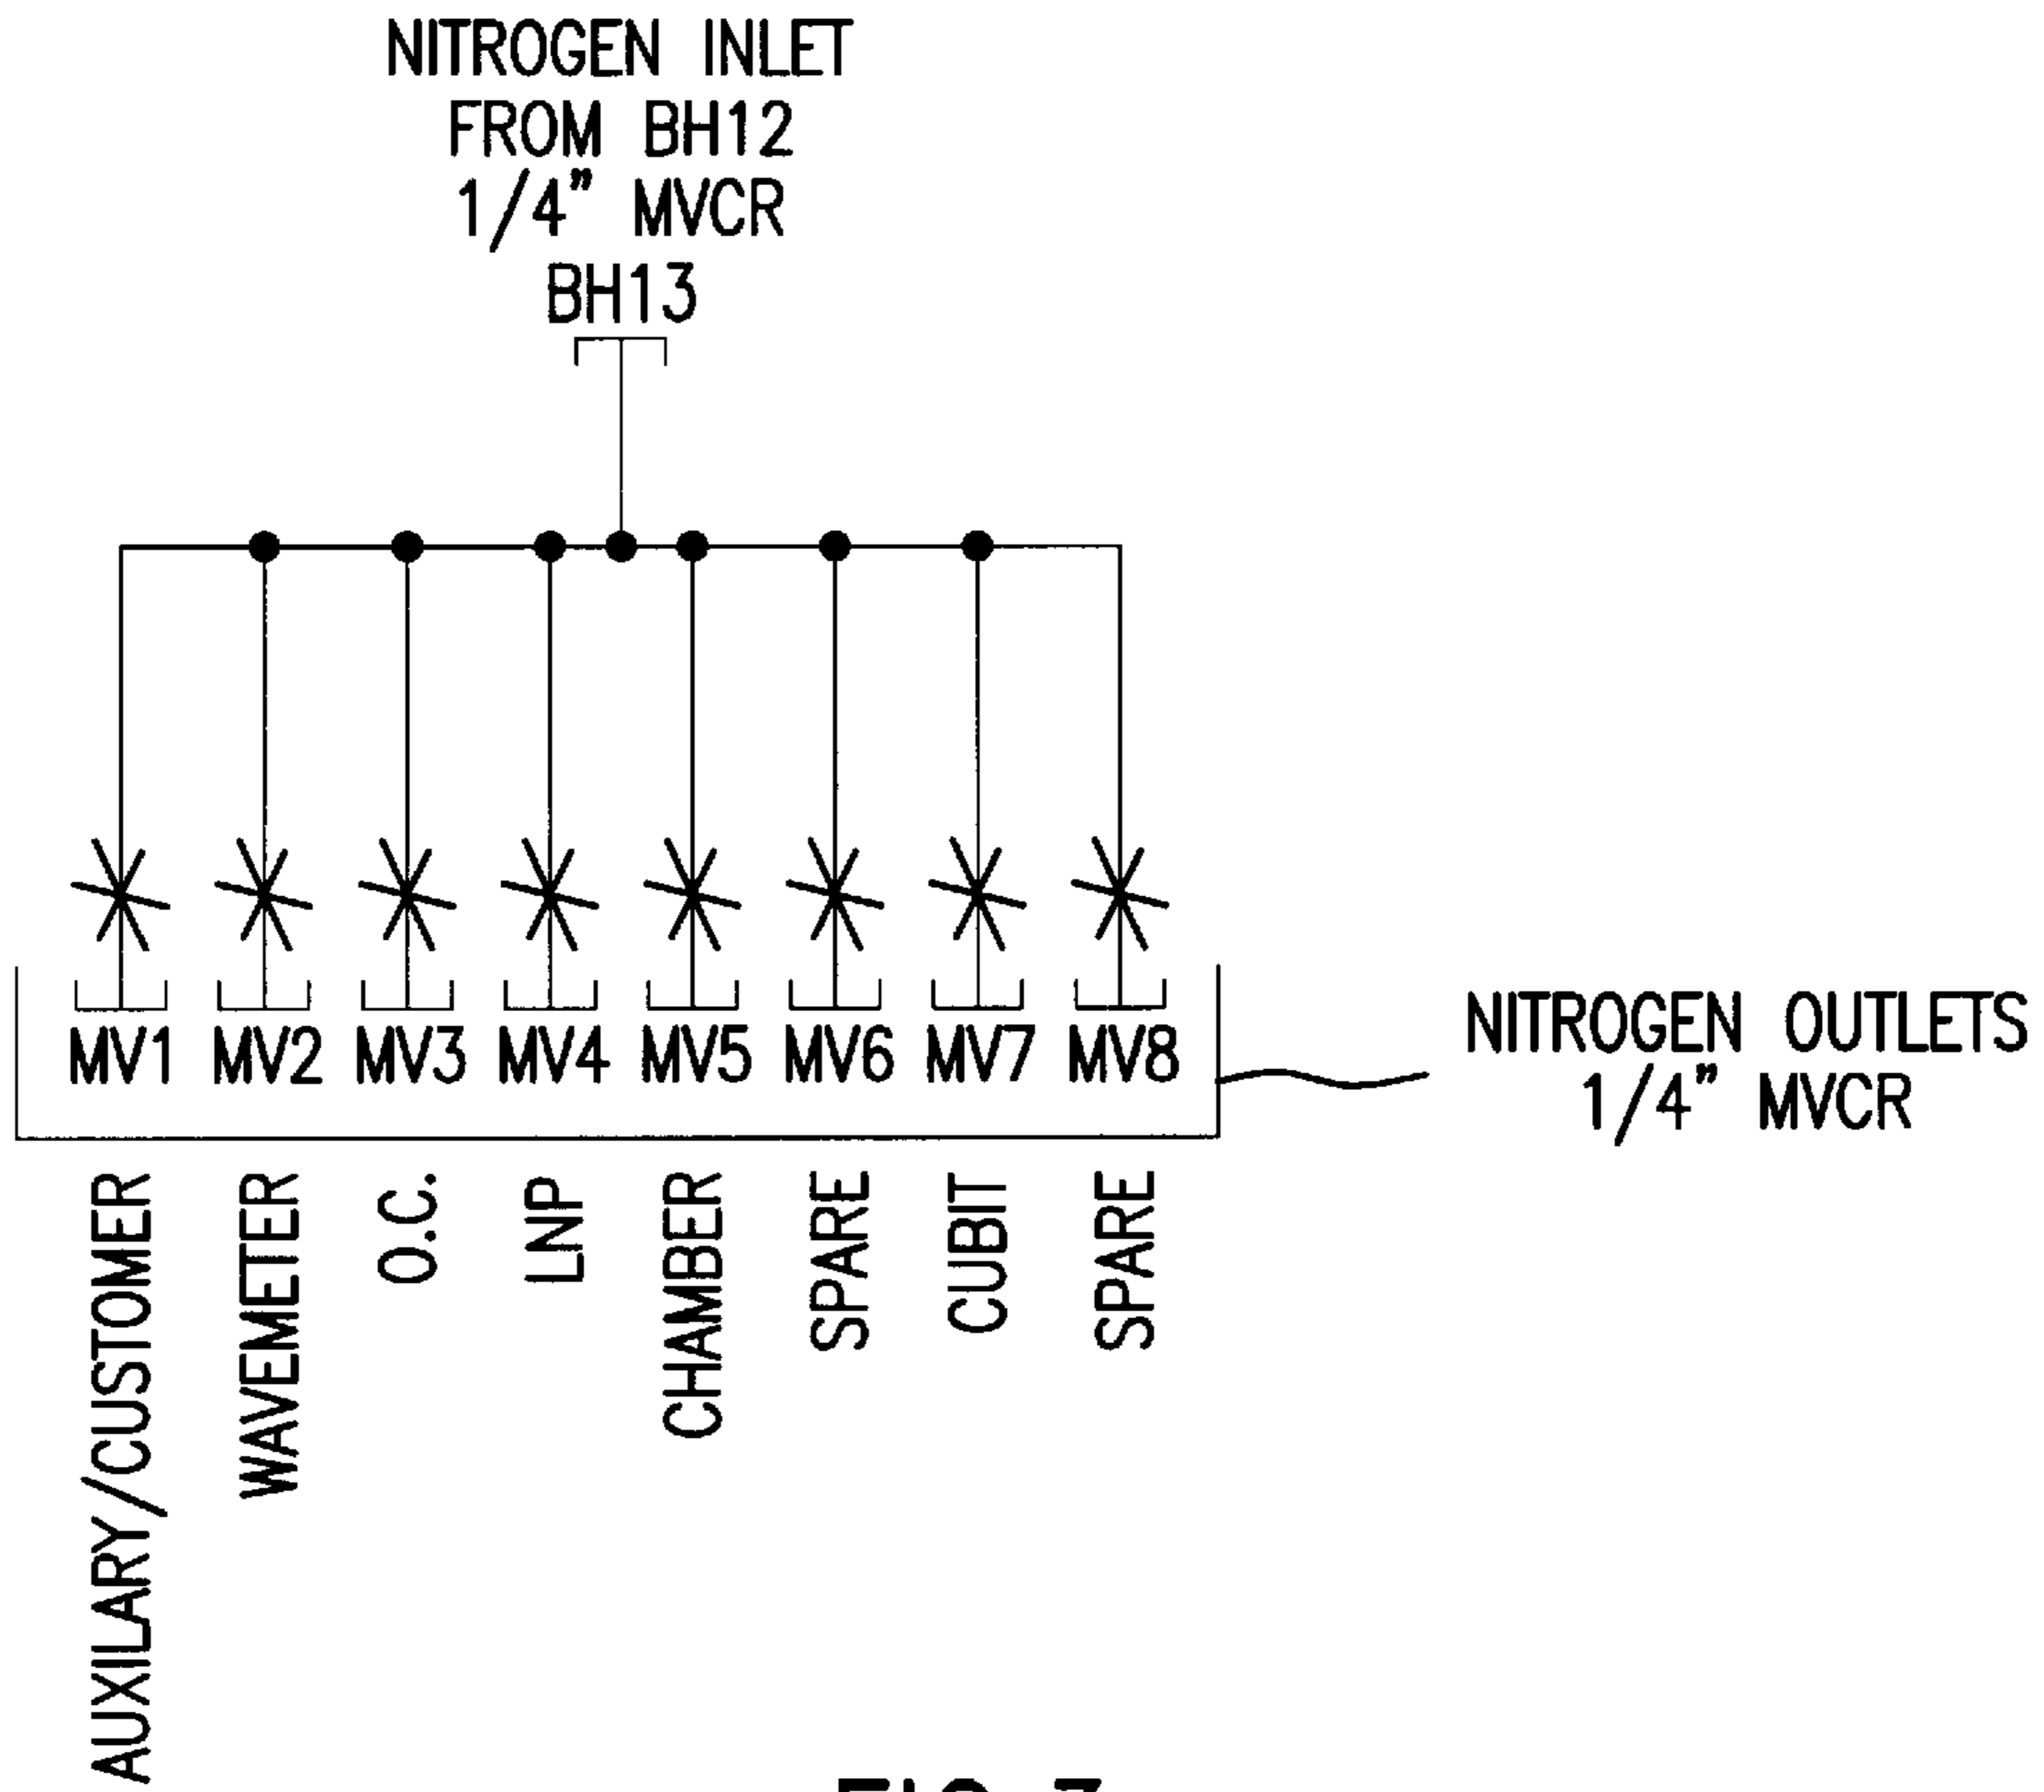 NITROGEN INLET
FROM BH12
1/4" MVCR
BH13
MV1 MV2 MV3 MV4 MV5 MV6 MV7 MV8
NITROGEN OUTLETS
1/4" MVCR
AUXILARY/CUSTOMER
WAVEMETER
O.C.
LNP
CHAMBER
SPARE
CUBIT
SPARE